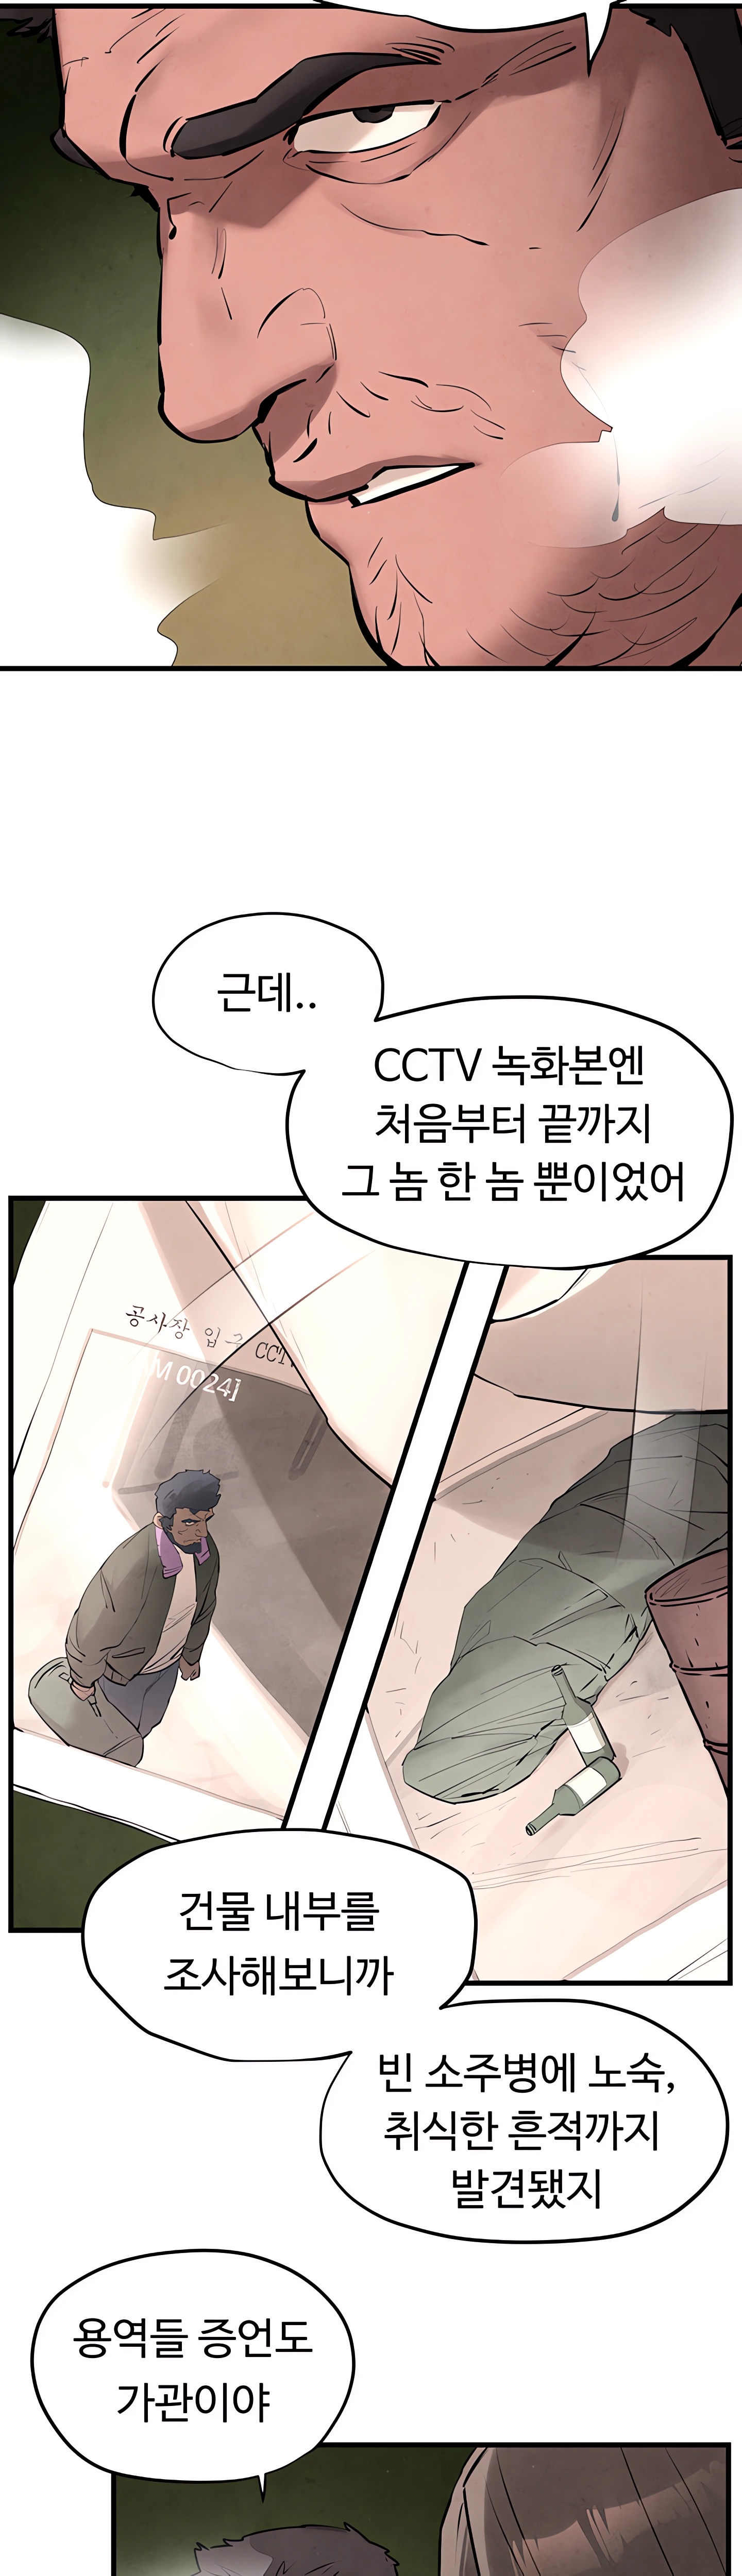 근데..
CCTV 녹화본엔
처음부터 끝까지
그 놈 한 놈 뿐이었어
공사장 입구 CCTV
M 0024]
건물 내부를
조사해보니까
빈 소주병에 노숙,
취식한 흔적까지
발견됐지
용역들 증언도
가관이야